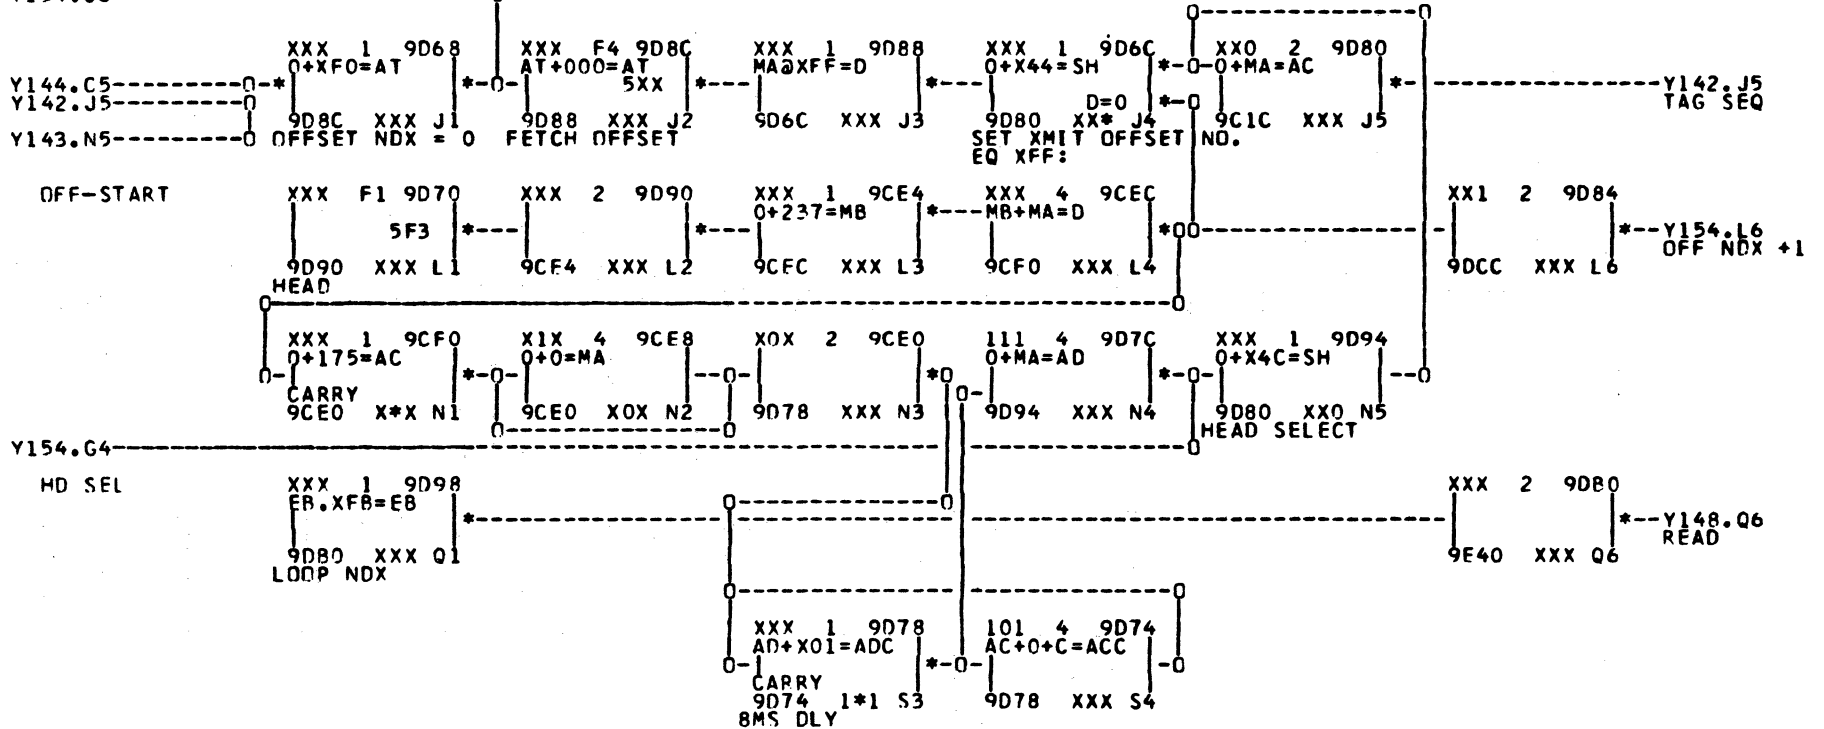 XXX 1 9D68 XXX F4 9D8C XXX 1 9D88 XXX 1 9D6C XX0 2 9D80
0+XF0=AT AT+000=AT MA@XFF=D 0+X44=SH 0+MA=AC
Y144.C5 5XX Y142.J5
Y142.J5 D=0 TAG SEQ
9D8C XXX J1 9D88 XXX J2 9D6C XXX J3 9D80 XX* J4 9C1C XXX J5
Y143.N5 OFFSET NDX = 0 FETCH OFFSET SET XMIT OFFSET NO.
EQ XFF:
OFF-START XXX F1 9D70 XXX 2 9D90 XXX 1 9CE4 XXX 4 9CEC XX1 2 9D84
0+237=MB MB+MA=D
5F3 Y154.L6
OFF NDX +1
9D90 XXX L1 9CE4 XXX L2 9CEC XXX L3 9CF0 XXX L4 9DCC XXX L6
HEAD
XXX 1 9CF0 X1X 4 9CE8 X0X 2 9CE0 111 4 9D7C XXX 1 9D94
0+175=AC 0+0=MA 0+MA=AD 0+X4C=SH
CARRY
9CE0 X*X N1 9CE0 X0X N2 9D78 XXX N3 9D94 XXX N4 9D80 XX0 N5
HEAD SELECT
Y154.G4
HD SEL XXX 1 9D98 XXX 2 9DB0
EB.XFB=EB
Y148.Q6
READ
9DB0 XXX Q1 9E40 XXX Q6
LOOP NDX
XXX 1 9D78 101 4 9D74
AD+X01=ADC AC+0+C=ACC
CARRY
9D74 1*1 S3 9D78 XXX S4
8MS DLY